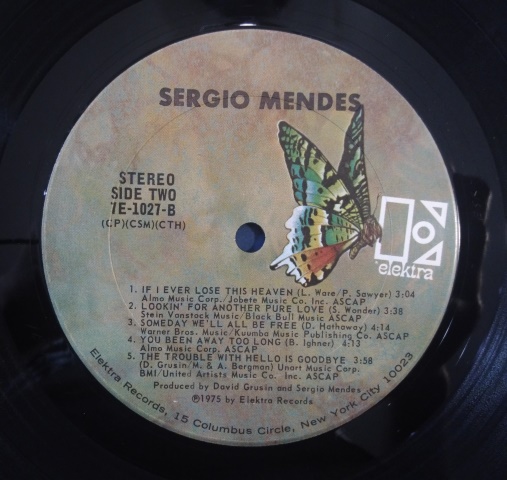 SERGIO MENDES
STEREO
SIDE TWO
7E-1027-B
(CP)(CSM)(CTH)
elektra
1. IF I EVER LOSE THIS HEAVEN (L. Ware/P. Sawyer) 3:04
Almo Music Corp./Jobete Music Co. Inc. ASCAP
2. LOOKIN' FOR ANOTHER PURE LOVE (S. Wonder) 3:38
Stein Vanstock Music/Black Bull Music ASCAP
3. SOMEDAY WE'LL ALL BE FREE (D. Hathaway) 4:14
Warner Bros. Music/Kuumba Music Publishing Co. ASCAP
4. YOU BEEN AWAY TOO LONG (B. Ighner) 4:13
Almo Music Corp. ASCAP
5. THE TROUBLE WITH HELLO IS GOODBYE 3:58
(D. Grusin/M. & A. Bergman) Unart Music Corp.
BMI/United Artists Music Co. Inc. ASCAP
Produced by David Grusin and Sergio Mendes
℗1975 by Elektra Records
Elektra Records, 15 Columbus Circle, New York City 10023